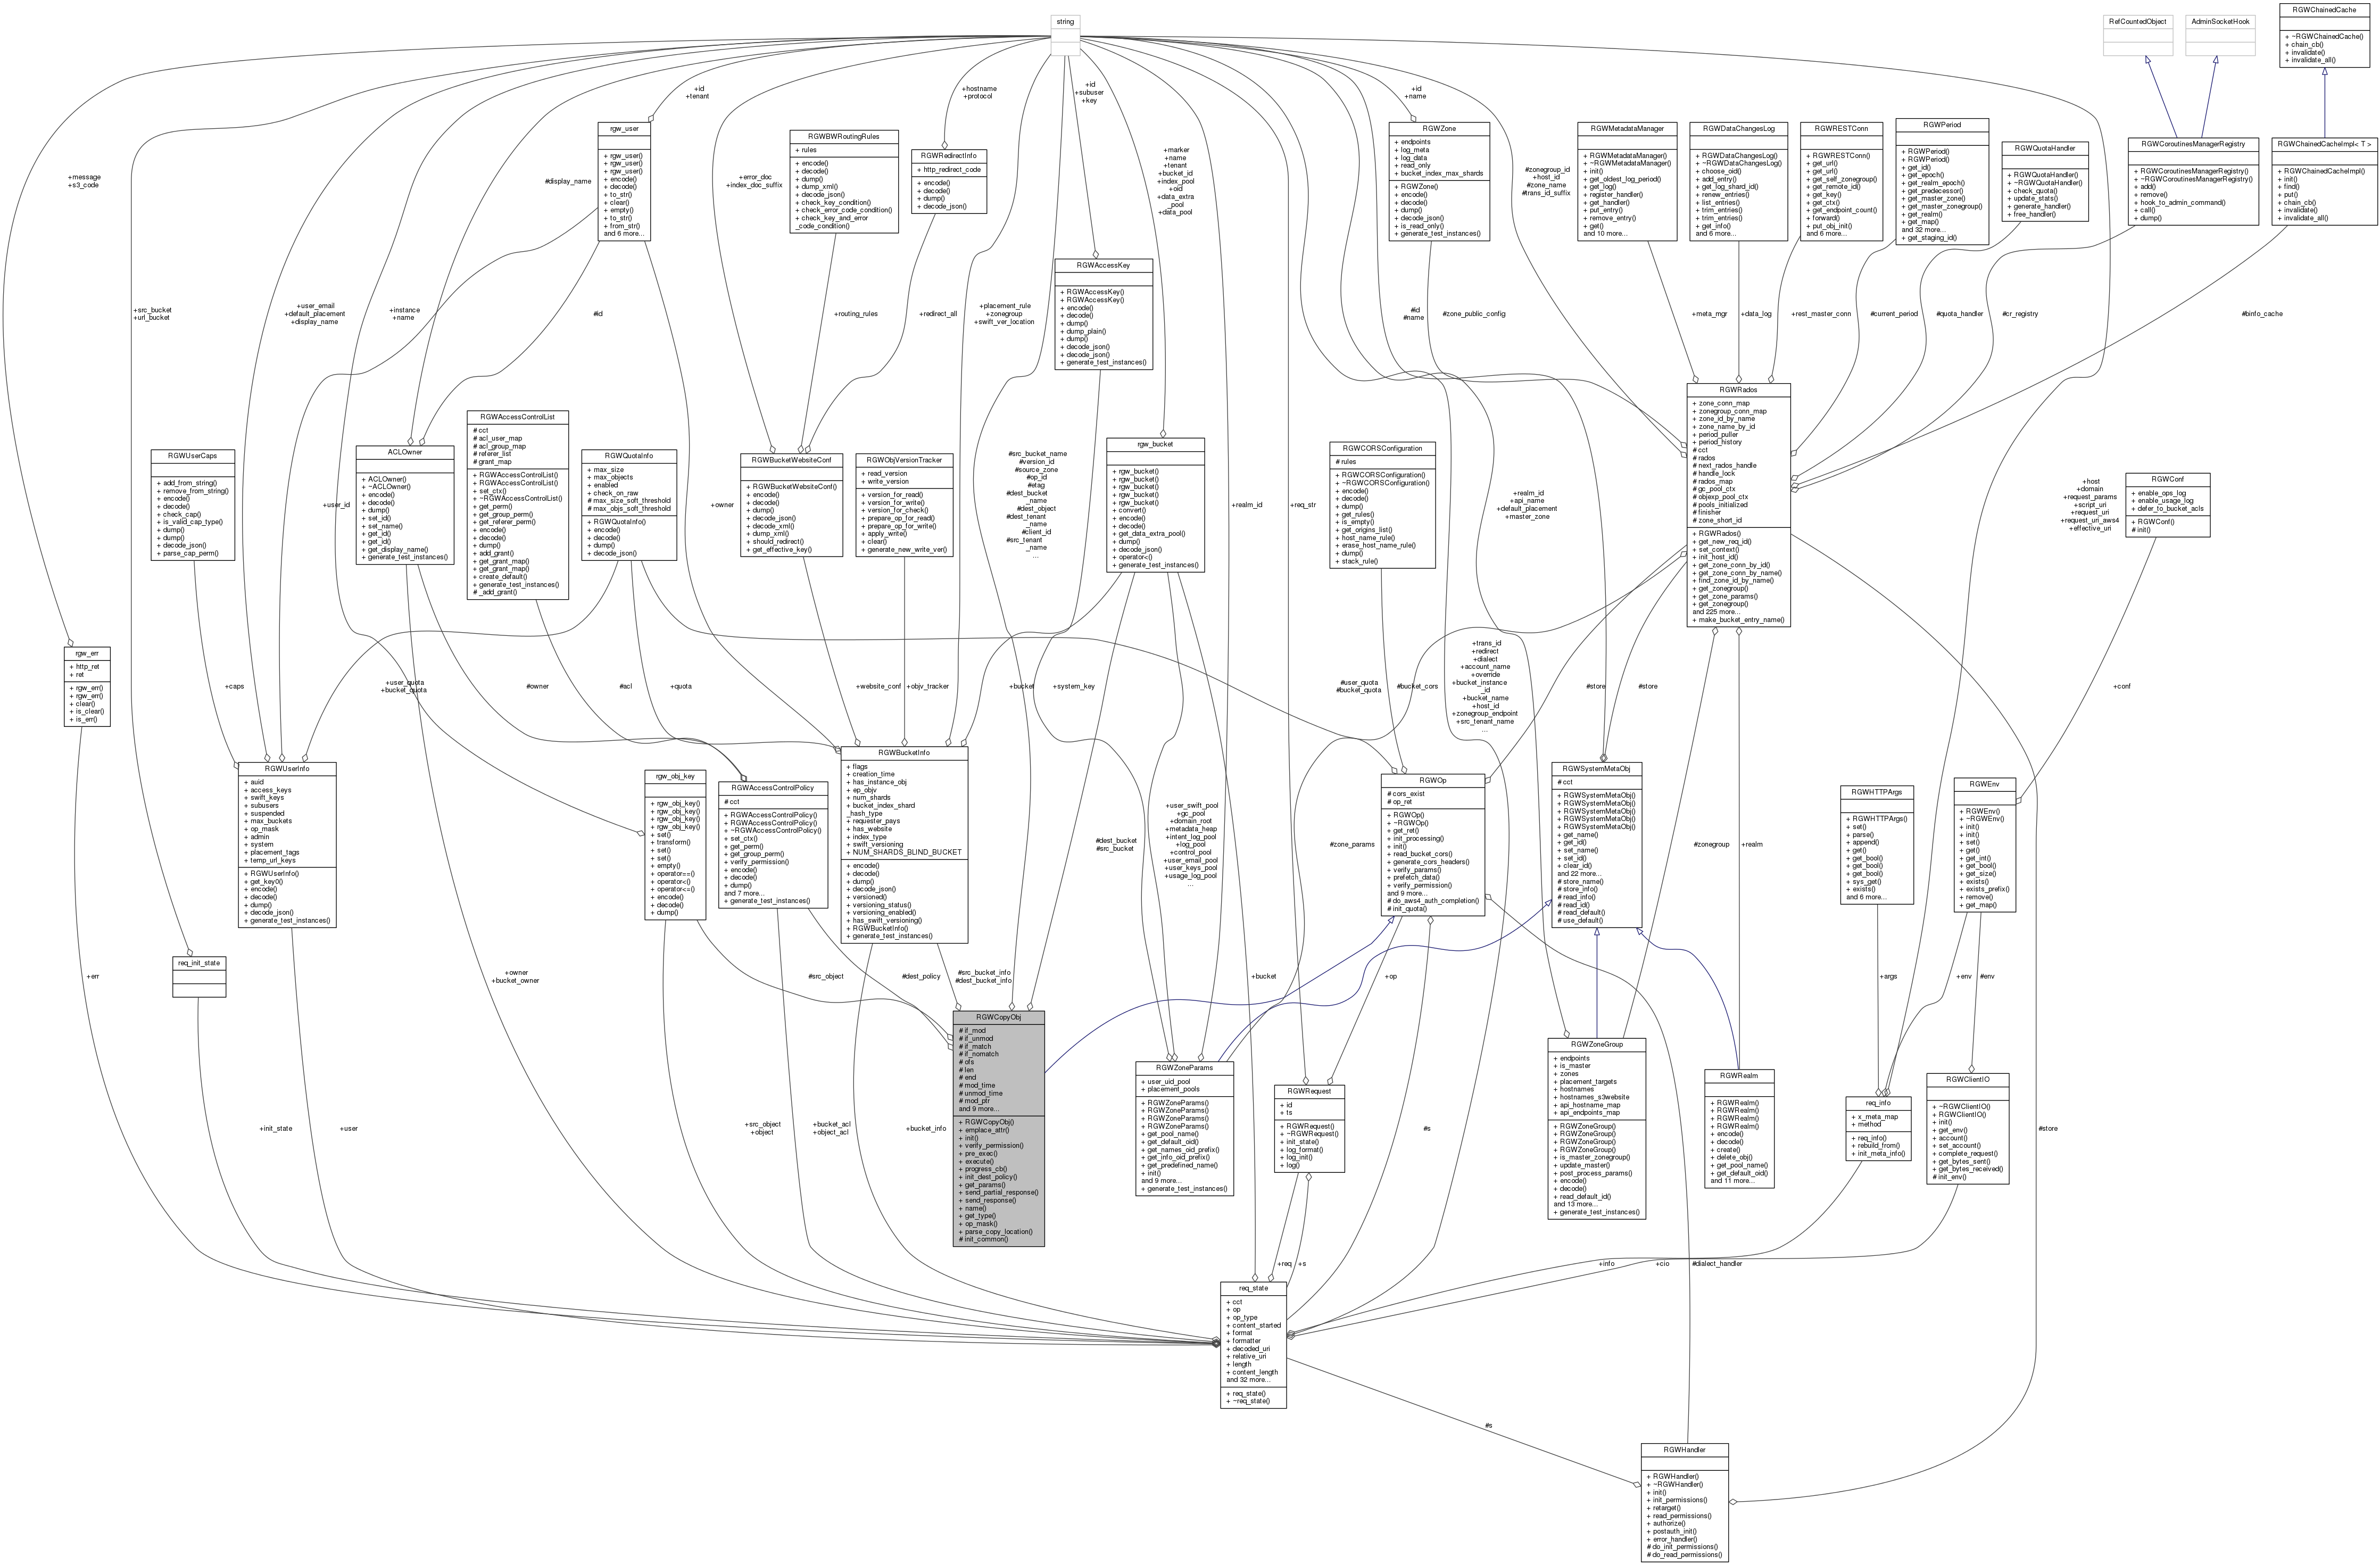 string
RefCountedObject
AdminSocketHook
RGWChainedCache
+ ~RGWChainedCache()
+ chain_cb()
+ invalidate()
+ invalidate_all()
+message
+s3_code
+src_bucket
+url_bucket
+user_email
+default_placement
+display_name
+instance
+name
#display_name
+id
+tenant
rgw_user
+ rgw_user()
+ rgw_user()
+ rgw_user()
+ encode()
+ decode()
+ to_str()
+ clear()
+ empty()
+ to_str()
+ from_str()
and 6 more...
#id
+error_doc
+index_doc_suffix
RGWBWRoutingRules
+ rules
+ encode()
+ decode()
+ dump()
+ dump_xml()
+ decode_json()
+ check_key_condition()
+ check_error_code_condition()
+ check_key_and_error
_code_condition()
+routing_rules
+hostname
+protocol
RGWRedirectInfo
+ http_redirect_code
+ encode()
+ decode()
+ dump()
+ decode_json()
+redirect_all
+placement_rule
+zonegroup
+swift_ver_location
+id
+subuser
+key
RGWAccessKey
+ RGWAccessKey()
+ RGWAccessKey()
+ encode()
+ decode()
+ dump()
+ dump_plain()
+ dump()
+ decode_json()
+ decode_json()
+ generate_test_instances()
+marker
+name
+tenant
+bucket_id
+index_pool
+oid
+data_extra
_pool
+data_pool
+realm_id
+req_str
+id
+name
RGWZone
+ endpoints
+ log_meta
+ log_data
+ read_only
+ bucket_index_max_shards
+ RGWZone()
+ encode()
+ decode()
+ dump()
+ decode_json()
+ is_read_only()
+ generate_test_instances()
#id
#name
#zone_public_config
#zonegroup_id
+host_id
#zone_name
#trans_id_suffix
RGWMetadataManager
+ RGWMetadataManager()
+ ~RGWMetadataManager()
+ init()
+ get_oldest_log_period()
+ get_log()
+ register_handler()
+ get_handler()
+ put_entry()
+ remove_entry()
+ get()
and 10 more...
+meta_mgr
RGWDataChangesLog
+ RGWDataChangesLog()
+ ~RGWDataChangesLog()
+ choose_oid()
+ add_entry()
+ get_log_shard_id()
+ renew_entries()
+ list_entries()
+ trim_entries()
+ trim_entries()
+ get_info()
and 6 more...
+data_log
RGWRESTConn
+ RGWRESTConn()
+ get_url()
+ get_url()
+ get_self_zonegroup()
+ get_remote_id()
+ get_key()
+ get_ctx()
+ get_endpoint_count()
+ forward()
+ put_obj_init()
and 6 more...
+rest_master_conn
RGWPeriod
+ RGWPeriod()
+ RGWPeriod()
+ get_id()
+ get_epoch()
+ get_realm_epoch()
+ get_predecessor()
+ get_master_zone()
+ get_master_zonegroup()
+ get_realm()
+ get_map()
and 32 more...
+ get_staging_id()
#current_period
RGWQuotaHandler
+ RGWQuotaHandler()
+ ~RGWQuotaHandler()
+ check_quota()
+ update_stats()
+ generate_handler()
+ free_handler()
#quota_handler
RGWCoroutinesManagerRegistry
+ RGWCoroutinesManagerRegistry()
+ ~RGWCoroutinesManagerRegistry()
+ add()
+ remove()
+ hook_to_admin_command()
+ call()
+ dump()
#cr_registry
RGWChainedCacheImpl< T >
+ RGWChainedCacheImpl()
+ init()
+ find()
+ put()
+ chain_cb()
+ invalidate()
+ invalidate_all()
#binfo_cache
RGWRados
+ zone_conn_map
+ zonegroup_conn_map
+ zone_id_by_name
+ zone_name_by_id
+ period_puller
+ period_history
# cct
# rados
# next_rados_handle
# handle_lock
# rados_map
# gc_pool_ctx
# objexp_pool_ctx
# pools_initialized
# finisher
# zone_short_id
+ RGWRados()
+ get_new_req_id()
+ set_context()
+ init_host_id()
+ get_zone_conn_by_id()
+ get_zone_conn_by_name()
+ find_zone_id_by_name()
+ get_zonegroup()
+ get_zone_params()
+ get_zonegroup()
and 225 more...
+ make_bucket_entry_name()
RGWUserCaps
+ add_from_string()
+ remove_from_string()
+ encode()
+ decode()
+ check_cap()
+ is_valid_cap_type()
+ dump()
+ dump()
+ decode_json()
+ parse_cap_perm()
+caps
+user_id
ACLOwner
+ ACLOwner()
+ ~ACLOwner()
+ encode()
+ decode()
+ dump()
+ set_id()
+ set_name()
+ get_id()
+ get_id()
+ get_display_name()
+ generate_test_instances()
#owner
RGWAccessControlList
# cct
# acl_user_map
# acl_group_map
# referer_list
# grant_map
+ RGWAccessControlList()
+ RGWAccessControlList()
+ set_ctx()
+ ~RGWAccessControlList()
+ get_perm()
+ get_group_perm()
+ get_referer_perm()
+ encode()
+ decode()
+ dump()
+ add_grant()
+ get_grant_map()
+ get_grant_map()
+ create_default()
+ generate_test_instances()
# _add_grant()
#acl
RGWQuotaInfo
+ max_size
+ max_objects
+ enabled
+ check_on_raw
# max_size_soft_threshold
# max_objs_soft_threshold
+ RGWQuotaInfo()
+ encode()
+ decode()
+ dump()
+ decode_json()
+user_quota
+bucket_quota
+quota
+owner
RGWBucketWebsiteConf
+ RGWBucketWebsiteConf()
+ encode()
+ decode()
+ dump()
+ decode_json()
+ decode_xml()
+ dump_xml()
+ should_redirect()
+ get_effective_key()
+website_conf
RGWObjVersionTracker
+ read_version
+ write_version
+ version_for_read()
+ version_for_write()
+ version_for_check()
+ prepare_op_for_read()
+ prepare_op_for_write()
+ apply_write()
+ clear()
+ generate_new_write_ver()
+objv_tracker
#src_bucket_name
#version_id
#source_zone
#op_id
#etag
#dest_bucket
_name
#dest_object
#dest_tenant
_name
#client_id
#src_tenant
_name
...
rgw_bucket
+ rgw_bucket()
+ rgw_bucket()
+ rgw_bucket()
+ rgw_bucket()
+ rgw_bucket()
+ convert()
+ encode()
+ decode()
+ get_data_extra_pool()
+ dump()
+ decode_json()
+ operator<()
+ generate_test_instances()
+bucket
+system_key
RGWCORSConfiguration
# rules
+ RGWCORSConfiguration()
+ ~RGWCORSConfiguration()
+ encode()
+ decode()
+ dump()
+ get_rules()
+ is_empty()
+ get_origins_list()
+ host_name_rule()
+ erase_host_name_rule()
+ dump()
+ stack_rule()
#user_quota
#bucket_quota
#bucket_cors
+realm_id
+api_name
+default_placement
+master_zone
+trans_id
+redirect
+dialect
+account_name
+override
+bucket_instance
_id
+bucket_name
+host_id
+zonegroup_endpoint
+src_tenant_name
...
#store
#store
+host
+domain
+request_params
+script_uri
+request_uri
+request_uri_aws4
+effective_uri
RGWConf
+ enable_ops_log
+ enable_usage_log
+ defer_to_bucket_acls
+ RGWConf()
# init()
+conf
rgw_err
+ http_ret
+ ret
+ rgw_err()
+ rgw_err()
+ clear()
+ is_clear()
+ is_err()
+err
RGWUserInfo
+ auid
+ access_keys
+ swift_keys
+ subusers
+ suspended
+ max_buckets
+ op_mask
+ admin
+ system
+ placement_tags
+ temp_url_keys
+ RGWUserInfo()
+ get_key0()
+ encode()
+ decode()
+ dump()
+ decode_json()
+ generate_test_instances()
+user
req_init_state
+init_state
+owner
+bucket_owner
rgw_obj_key
+ rgw_obj_key()
+ rgw_obj_key()
+ rgw_obj_key()
+ rgw_obj_key()
+ set()
+ transform()
+ set()
+ set()
+ empty()
+ operator==()
+ operator<()
+ operator<=()
+ encode()
+ decode()
+ dump()
#src_object
+src_object
+object
RGWAccessControlPolicy
# cct
+ RGWAccessControlPolicy()
+ RGWAccessControlPolicy()
+ ~RGWAccessControlPolicy()
+ set_ctx()
+ get_perm()
+ get_group_perm()
+ verify_permission()
+ encode()
+ decode()
+ dump()
and 7 more...
+ generate_test_instances()
#dest_policy
+bucket_acl
+object_acl
RGWBucketInfo
+ flags
+ creation_time
+ has_instance_obj
+ ep_objv
+ num_shards
+ bucket_index_shard
_hash_type
+ requester_pays
+ has_website
+ index_type
+ swift_versioning
+ NUM_SHARDS_BLIND_BUCKET
+ encode()
+ decode()
+ dump()
+ decode_json()
+ versioned()
+ versioning_status()
+ versioning_enabled()
+ has_swift_versioning()
+ RGWBucketInfo()
+ generate_test_instances()
#src_bucket_info
#dest_bucket_info
+bucket_info
#dest_bucket
#src_bucket
RGWCopyObj
# if_mod
# if_unmod
# if_match
# if_nomatch
# ofs
# len
# end
# mod_time
# unmod_time
# mod_ptr
and 9 more...
+ RGWCopyObj()
+ emplace_attr()
+ init()
+ verify_permission()
+ pre_exec()
+ execute()
+ progress_cb()
+ init_dest_policy()
+ get_params()
+ send_partial_response()
+ send_response()
+ name()
+ get_type()
+ op_mask()
+ parse_copy_location()
# init_common()
+user_swift_pool
+gc_pool
+domain_root
+metadata_heap
+intent_log_pool
+log_pool
+control_pool
+user_email_pool
+user_keys_pool
+usage_log_pool
...
RGWZoneParams
+ user_uid_pool
+ placement_pools
+ RGWZoneParams()
+ RGWZoneParams()
+ RGWZoneParams()
+ RGWZoneParams()
+ get_pool_name()
+ get_default_oid()
+ get_names_oid_prefix()
+ get_info_oid_prefix()
+ get_predefined_name()
+ init()
and 9 more...
+ generate_test_instances()
#zone_params
+bucket
RGWOp
# cors_exist
# op_ret
+ RGWOp()
+ ~RGWOp()
+ get_ret()
+ init_processing()
+ init()
+ read_bucket_cors()
+ generate_cors_headers()
+ verify_params()
+ prefetch_data()
+ verify_permission()
and 9 more...
# do_aws4_auth_completion()
# init_quota()
+op
#s
RGWRequest
+ id
+ ts
+ RGWRequest()
+ ~RGWRequest()
+ init_state()
+ log_format()
+ log_init()
+ log()
+req
+s
RGWSystemMetaObj
# cct
+ RGWSystemMetaObj()
+ RGWSystemMetaObj()
+ RGWSystemMetaObj()
+ RGWSystemMetaObj()
+ RGWSystemMetaObj()
+ get_name()
+ get_id()
+ set_name()
+ set_id()
+ clear_id()
and 22 more...
# store_name()
# store_info()
# read_info()
# read_id()
# read_default()
# use_default()
#zonegroup
+realm
RGWZoneGroup
+ endpoints
+ is_master
+ zones
+ placement_targets
+ hostnames
+ hostnames_s3website
+ api_hostname_map
+ api_endpoints_map
+ RGWZoneGroup()
+ RGWZoneGroup()
+ RGWZoneGroup()
+ RGWZoneGroup()
+ is_master_zonegroup()
+ update_master()
+ post_process_params()
+ encode()
+ decode()
+ read_default_id()
and 13 more...
+ generate_test_instances()
RGWRealm
+ RGWRealm()
+ RGWRealm()
+ RGWRealm()
+ RGWRealm()
+ encode()
+ decode()
+ create()
+ delete_obj()
+ get_pool_name()
+ get_default_oid()
and 11 more...
RGWHTTPArgs
+ RGWHTTPArgs()
+ set()
+ parse()
+ append()
+ get()
+ get_bool()
+ get_bool()
+ get_bool()
+ sys_get()
+ exists()
and 6 more...
+args
RGWEnv
+ RGWEnv()
+ ~RGWEnv()
+ init()
+ init()
+ set()
+ get()
+ get_int()
+ get_bool()
+ get_size()
+ exists()
+ exists_prefix()
+ remove()
+ get_map()
+env
#env
req_info
+ x_meta_map
+ method
+ req_info()
+ rebuild_from()
+ init_meta_info()
RGWClientIO
+ ~RGWClientIO()
+ RGWClientIO()
+ init()
+ get_env()
+ account()
+ set_account()
+ complete_request()
+ get_bytes_sent()
+ get_bytes_received()
# init_env()
#store
+info
+cio
#dialect_handler
req_state
+ cct
+ op
+ op_type
+ content_started
+ format
+ formatter
+ decoded_uri
+ relative_uri
+ length
+ content_length
and 32 more...
+ req_state()
+ ~req_state()
#s
RGWHandler
+ RGWHandler()
+ ~RGWHandler()
+ init()
+ init_permissions()
+ retarget()
+ read_permissions()
+ authorize()
+ postauth_init()
+ error_handler()
# do_init_permissions()
# do_read_permissions()